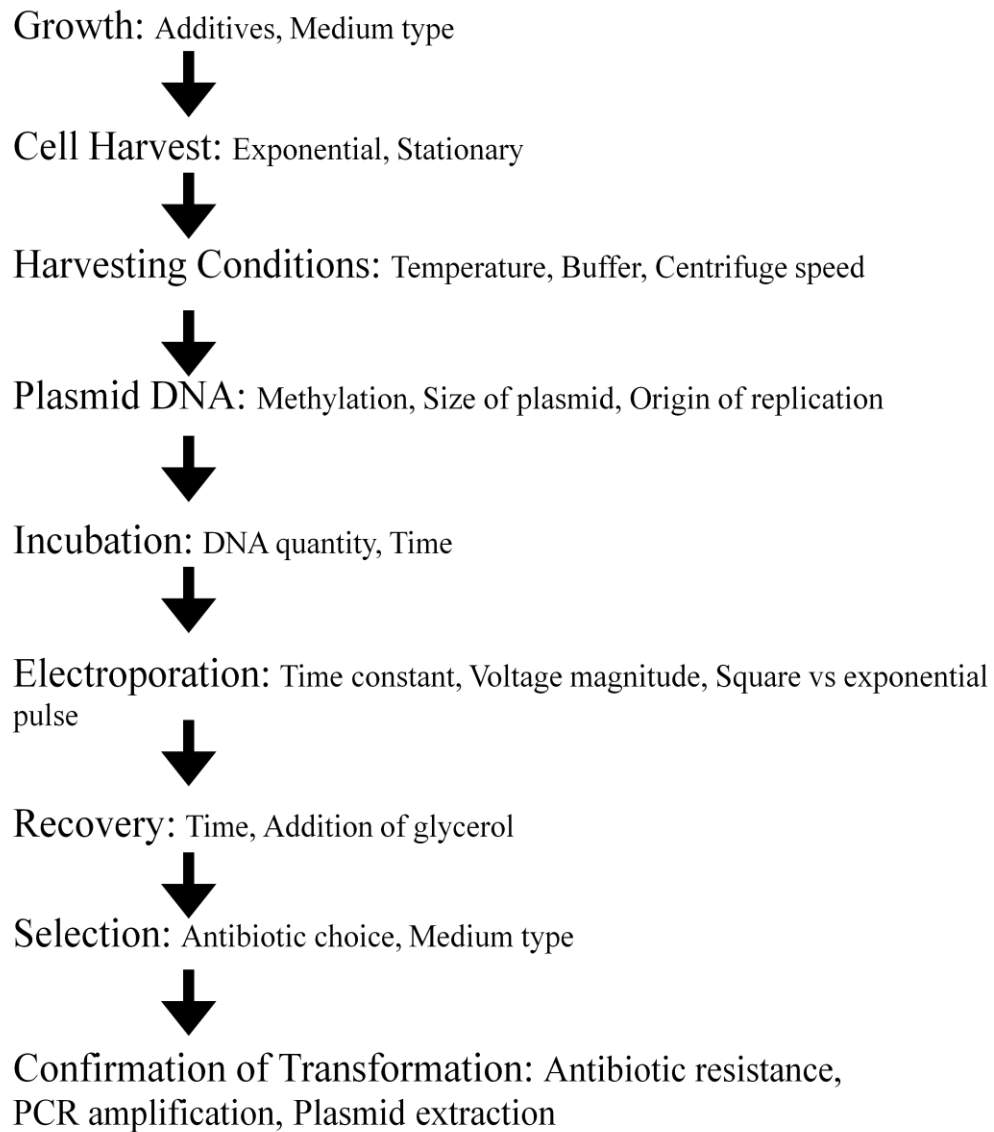 Growth: Additives, Medium type
Cell Harvest: Exponential, Stationary
Harvesting Conditions: Temperature, Buffer, Centrifuge speed
Plasmid DNA: Methylation, Size of plasmid, Origin of replication
Incubation: DNA quantity, Time
Electroporation: Time constant, Voltage magnitude, Square vs exponential
pulse
Recovery: Time, Addition of glycerol
Selection: Antibiotic choice, Medium type
Confirmation of Transformation: Antibiotic resistance,
PCR amplification, Plasmid extraction